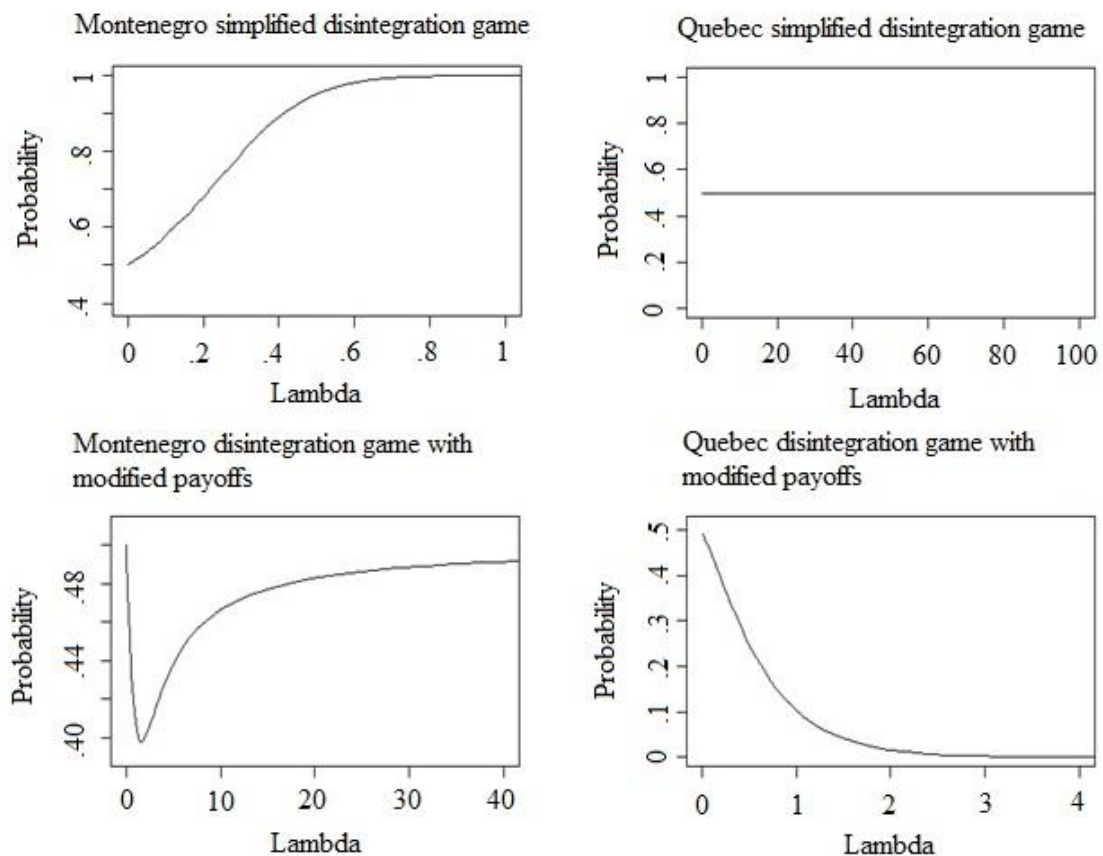 Montenegro simplified disintegration game
Probability
.4 .6 .8 1
0 .2 .4 .6 .8 1
Lambda
Quebec simplified disintegration game
Probability
0 .2 .4 .6 .8 1
0 20 40 60 80 100
Lambda
Montenegro disintegration game with
modified payoffs
Probability
.40 .44 .48
0 10 20 30 40
Lambda
Quebec disintegration game with
modified payoffs
Probability
0 .1 .2 .3 .4 .5
0 1 2 3 4
Lambda